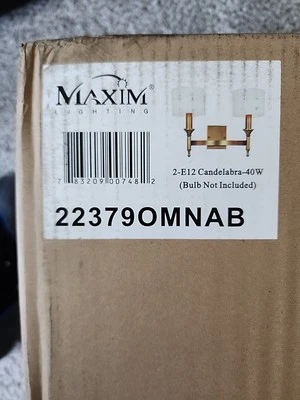 MAXIM®
LIGHTING
7 83209 00748 2
2-E12 Candelabra-40W
(Bulb Not Included)
22379OMNAB